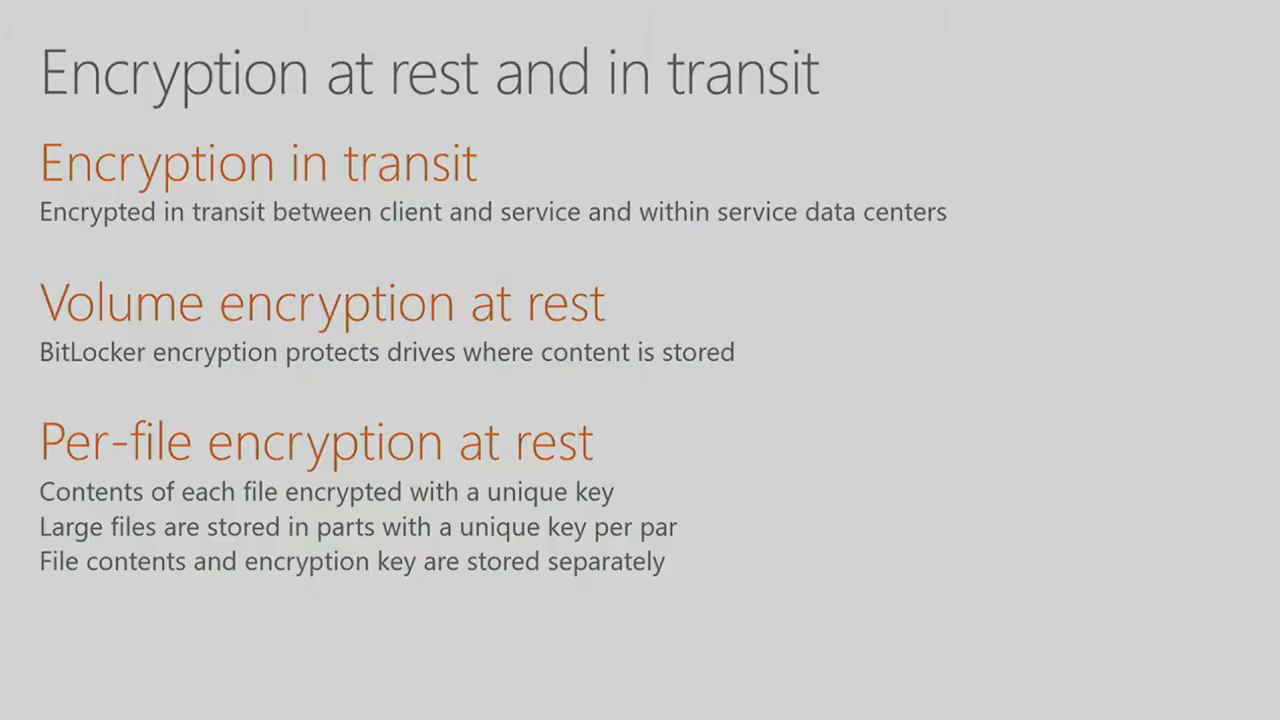 Encryption at rest and in transit
Encryption in transit
Encrypted in transit between client and service and within service data centers
Volume encryption at rest
BitLocker encryption protects drives where content is stored
Per-file encryption at rest
Contents of each file encrypted with a unique key
Large files are stored in parts with a unique key per par
File contents and encryption key are stored separately